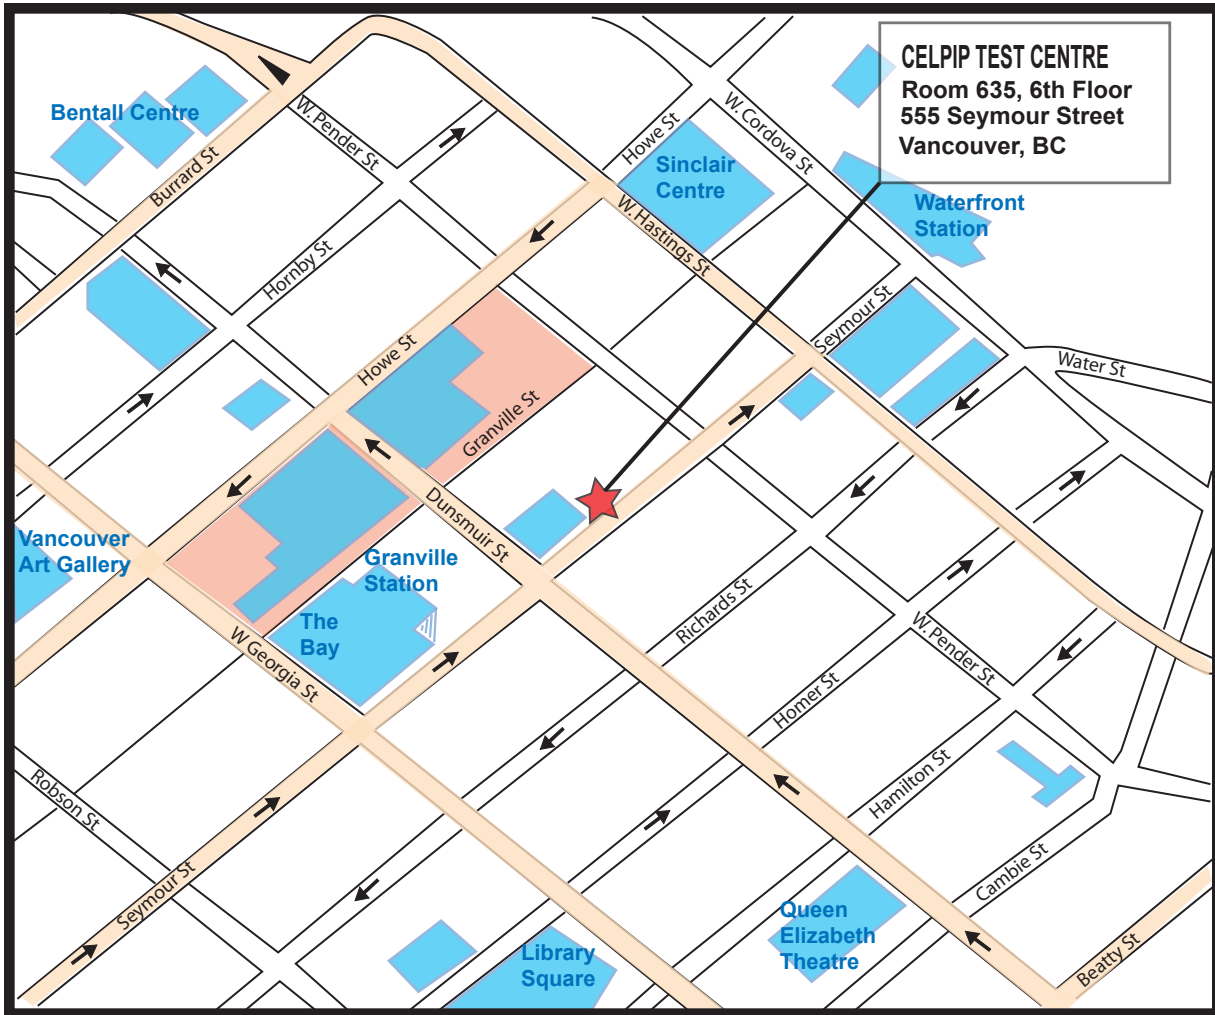 CELPIP TEST CENTRE
Room 635, 6th Floor
555 Seymour Street
Vancouver, BC
Bentall Centre
W. Pender St
Burrard St
Howe St
W. Cordova St
Sinclair
Centre
Waterfront
Station
W. Hastings St
Hornby St
Seymour St
Howe St
Water St
Granville St
Dunsmuir St
Vancouver
Art Gallery
Granville
Station
The
Bay
W Georgia St
Richards St
W. Pender St
Homer St
Hamilton St
Robson St
Cambie St
Seymour St
Queen
Elizabeth
Theatre
Library
Square
Beatty St